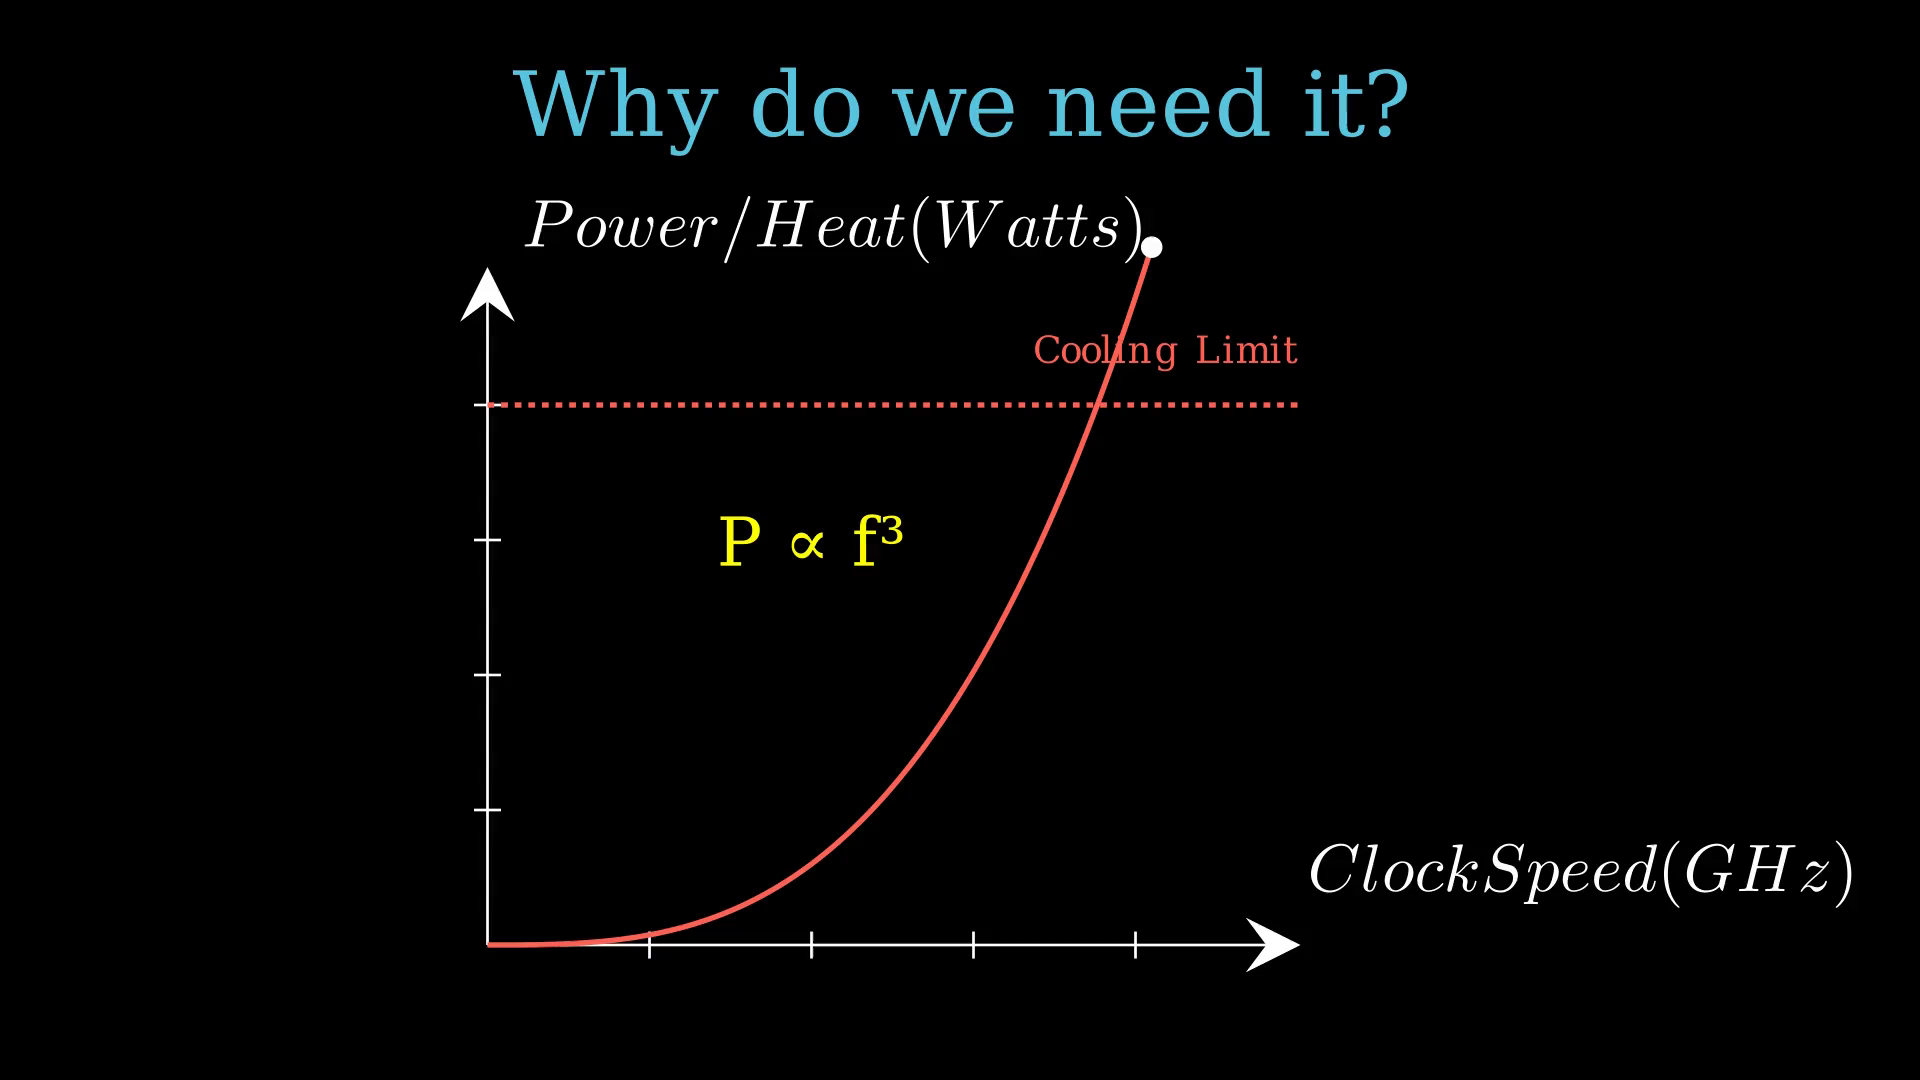 Why do we need it?
Power/Heat(Watts)
Cooling Limit
P ∝ f³
ClockSpeed(GHz)